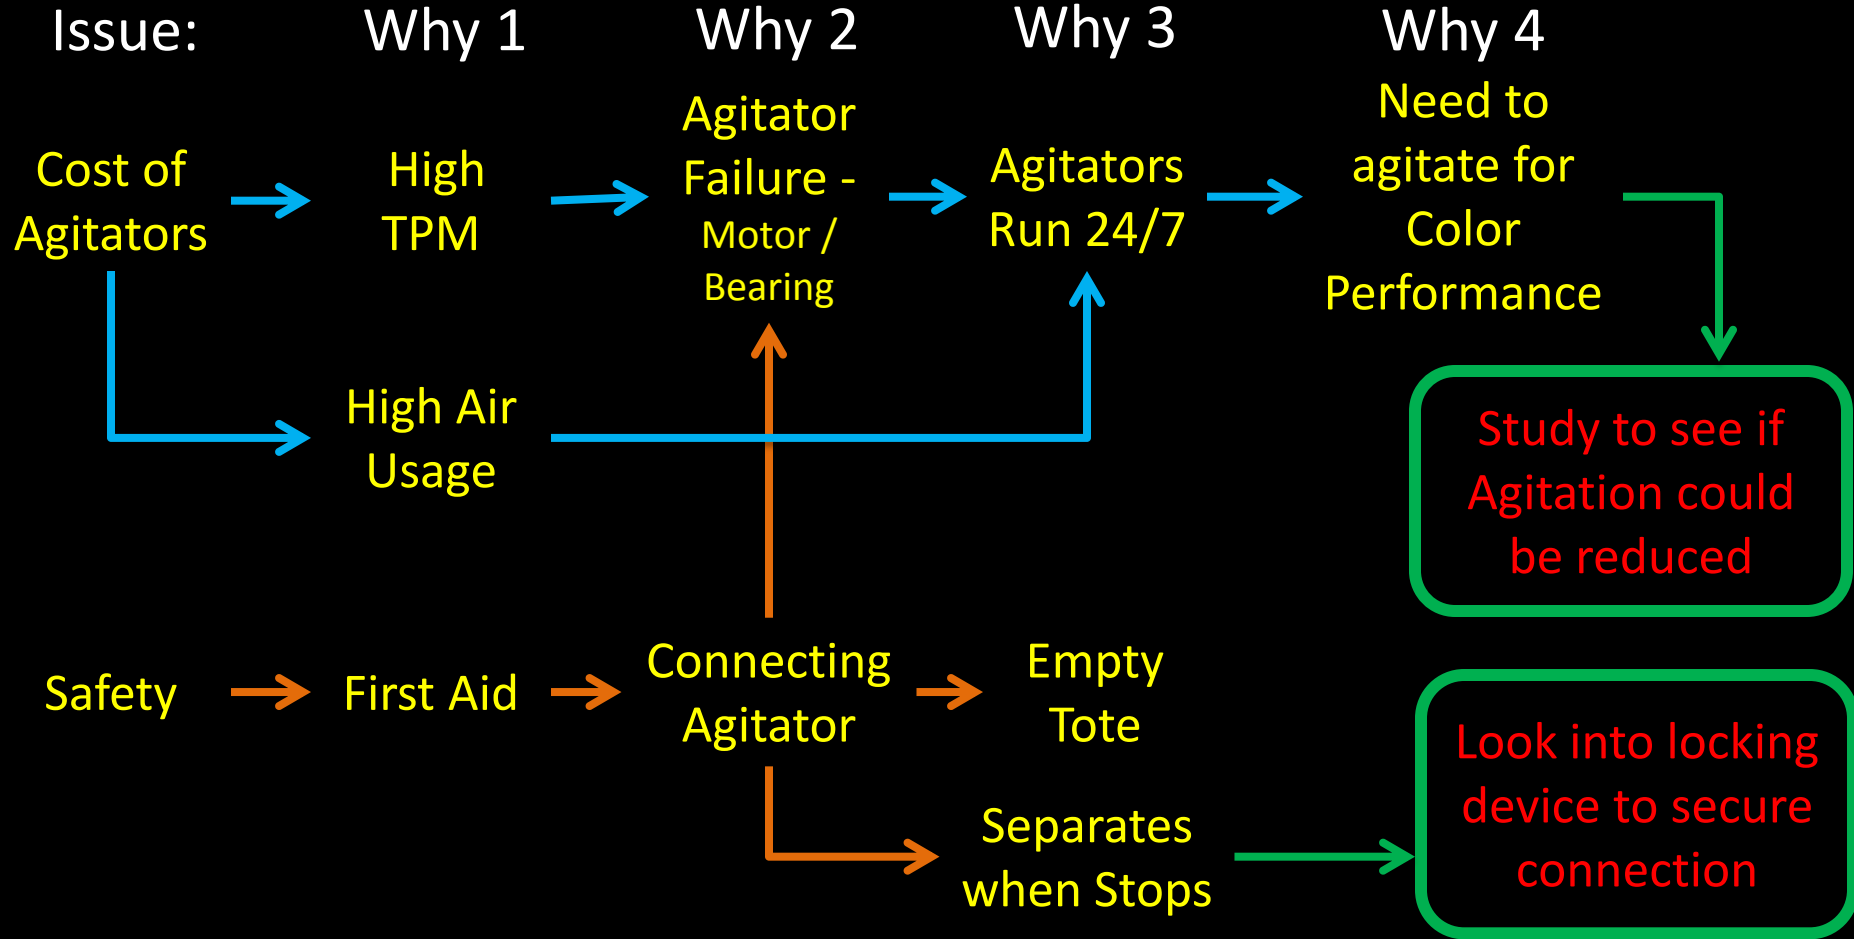 Issue:
Why 1
Why 2
Why 3
Why 4
Cost of
Agitators
High
TPM
Agitator
Failure -
Motor /
Bearing
Agitators
Run 24/7
Need to
agitate for
Color
Performance
High Air
Usage
Study to see if
Agitation could
be reduced
Safety
First Aid
Connecting
Agitator
Empty
Tote
Separates
when Stops
Look into locking
device to secure
connection